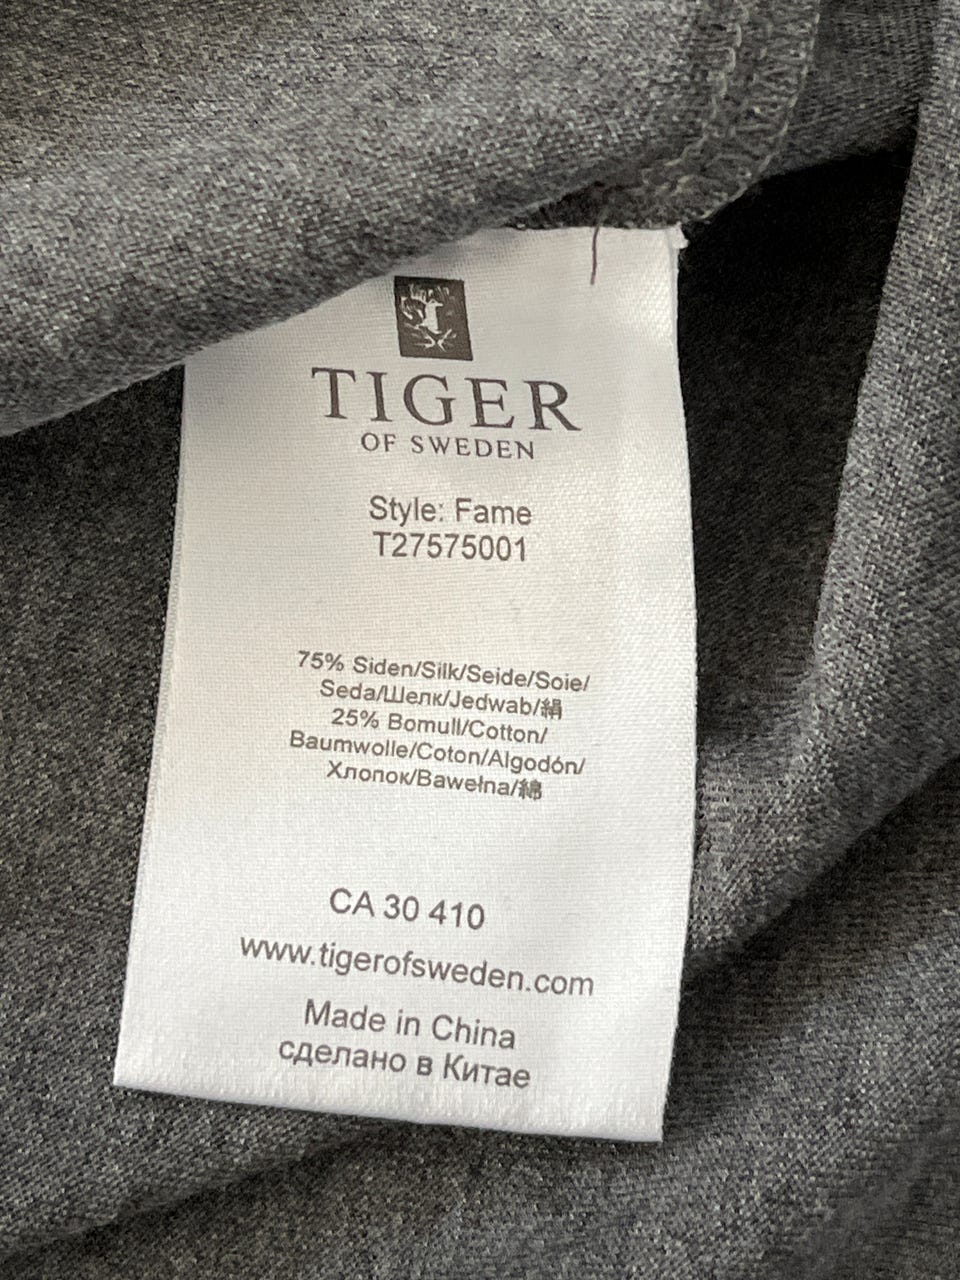 TIGER
OF SWEDEN
Style: Fame
T27575001
75% Siden/Silk/Seide/Soie/
Seda/Шелк/Jedwab/絹
25% Bomull/Cotton/
Baumwolle/Coton/Algodón/
Хлопок/Bawełna/綿
CA 30 410
www.tigerofsweden.com
Made in China
сделано в Китае